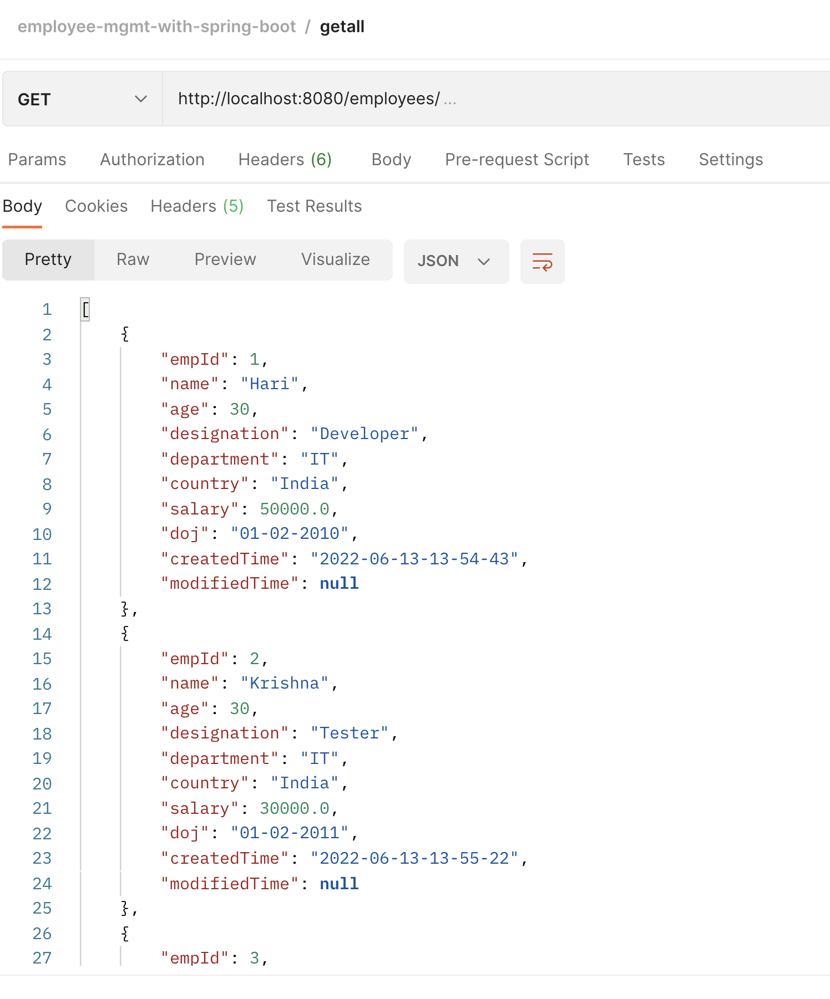 employee-mgmt-with-spring-boot / getall
GET http://localhost:8080/employees/ ...
Params Authorization Headers (6) Body Pre-request Script Tests Settings
Body Cookies Headers (5) Test Results
Pretty Raw Preview Visualize JSON
1 [
2 {
3 "empId": 1,
4 "name": "Hari",
5 "age": 30,
6 "designation": "Developer",
7 "department": "IT",
8 "country": "India",
9 "salary": 50000.0,
10 "doj": "01-02-2010",
11 "createdTime": "2022-06-13-13-54-43",
12 "modifiedTime": null
13 },
14 {
15 "empId": 2,
16 "name": "Krishna",
17 "age": 30,
18 "designation": "Tester",
19 "department": "IT",
20 "country": "India",
21 "salary": 30000.0,
22 "doj": "01-02-2011",
23 "createdTime": "2022-06-13-13-55-22",
24 "modifiedTime": null
25 },
26 {
27 "empId": 3,